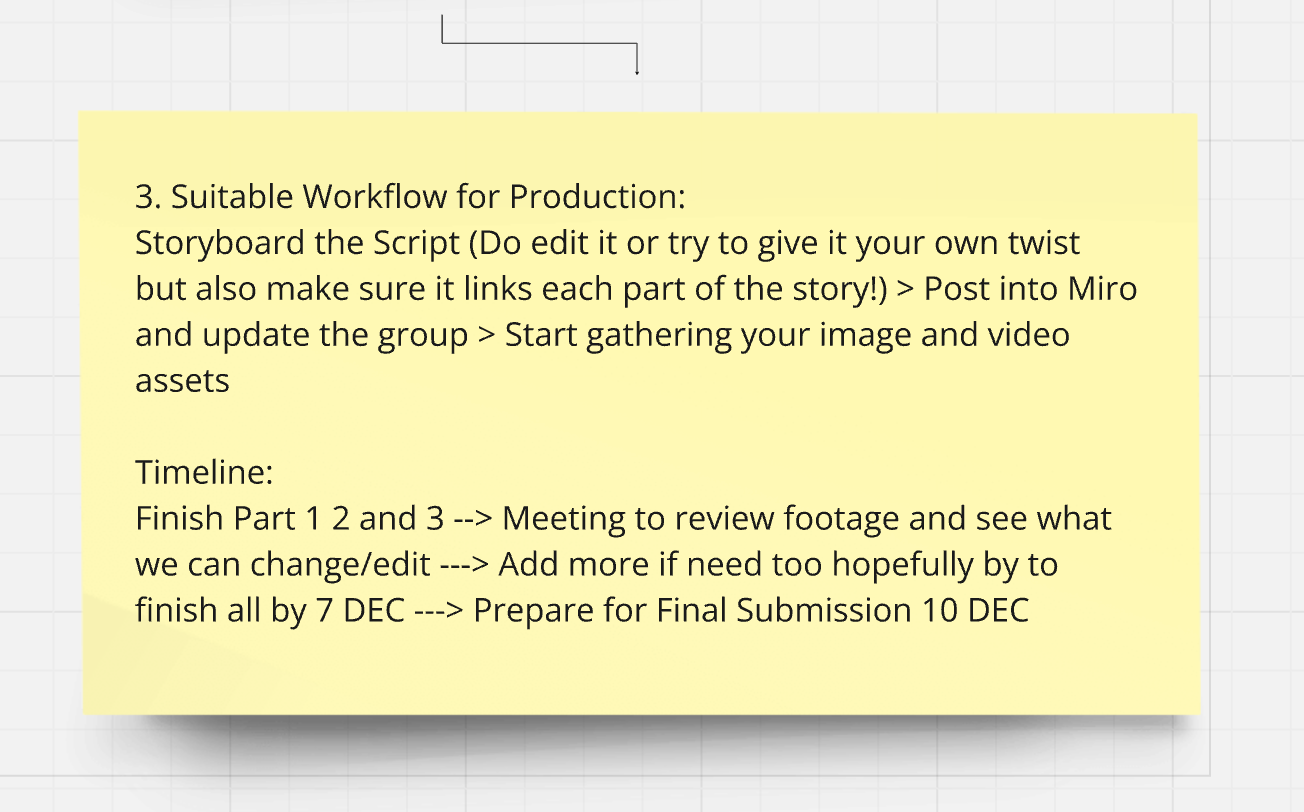 3. Suitable Workflow for Production:
Storyboard the Script (Do edit it or try to give it your own twist
but also make sure it links each part of the story!) > Post into Miro
and update the group > Start gathering your image and video
assets
Timeline:
Finish Part 1 2 and 3 --> Meeting to review footage and see what
we can change/edit ---> Add more if need too hopefully by to
finish all by 7 DEC ---> Prepare for Final Submission 10 DEC